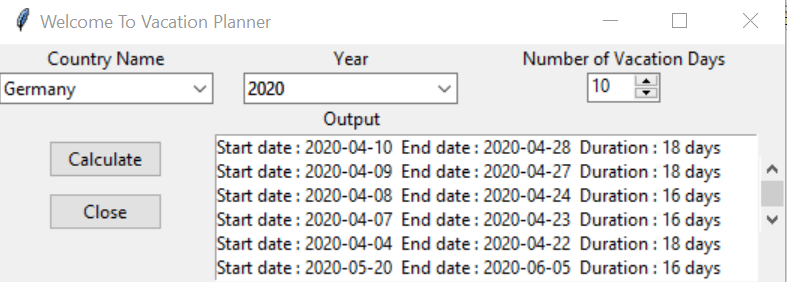 Welcome To Vacation Planner
Country Name Year Number of Vacation Days
Germany 2020 10
Output
Calculate
Close
Start date : 2020-04-10 End date : 2020-04-28 Duration : 18 days
Start date : 2020-04-09 End date : 2020-04-27 Duration : 18 days
Start date : 2020-04-08 End date : 2020-04-24 Duration : 16 days
Start date : 2020-04-07 End date : 2020-04-23 Duration : 16 days
Start date : 2020-04-04 End date : 2020-04-22 Duration : 18 days
Start date : 2020-05-20 End date : 2020-06-05 Duration : 16 days